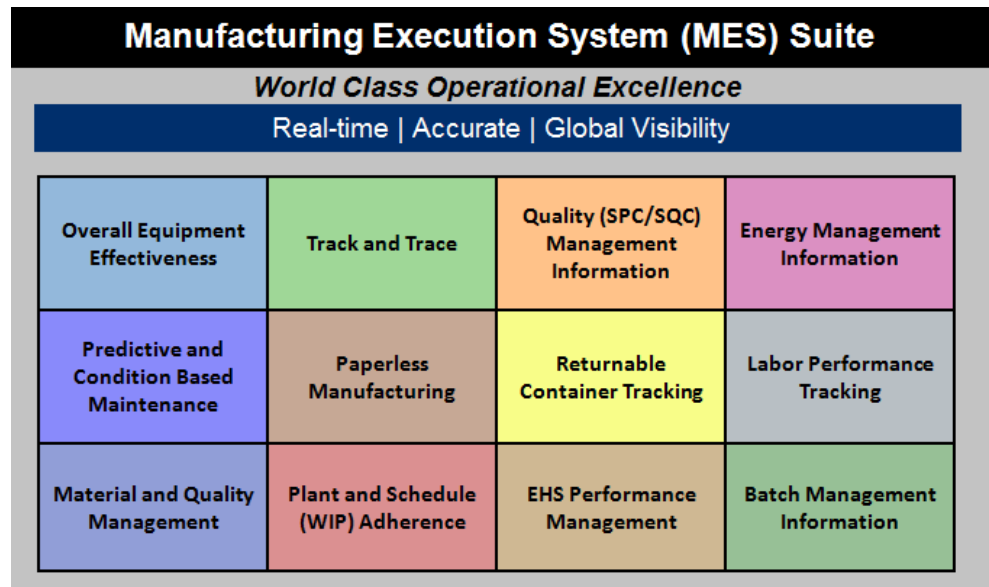 Manufacturing Execution System (MES) Suite
World Class Operational Excellence
Real-time | Accurate | Global Visibility
Overall Equipment
Effectiveness
Track and Trace
Quality (SPC/SQC)
Management
Information
Energy Management
Information
Predictive and
Condition Based
Maintenance
Paperless
Manufacturing
Returnable
Container Tracking
Labor Performance
Tracking
Material and Quality
Management
Plant and Schedule
(WIP) Adherence
EHS Performance
Management
Batch Management
Information